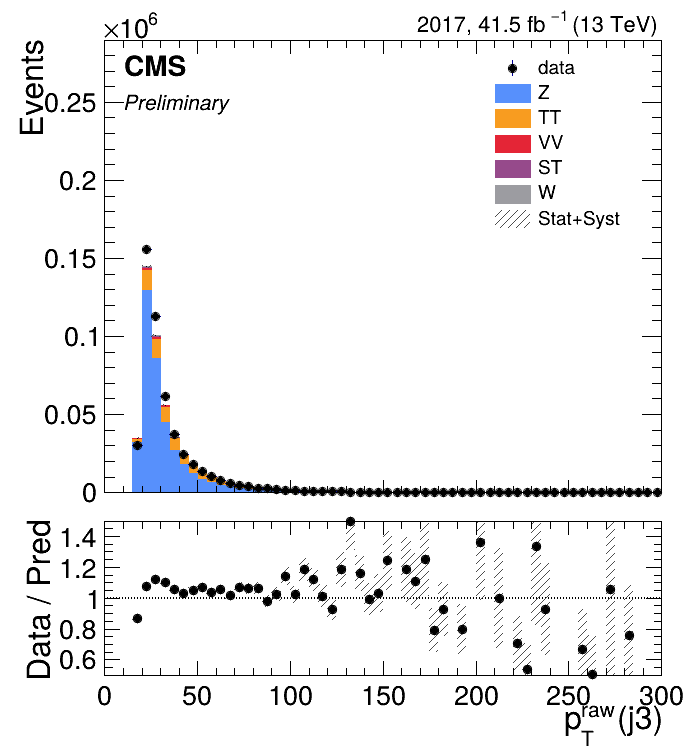 ×10⁶
2017, 41.5 fb⁻¹ (13 TeV)
CMS
Preliminary
Events
0.25
0.2
0.15
0.1
0.05
0
data
Z
TT
VV
ST
W
Stat+Syst
Data / Pred
1.4
1.2
1
0.8
0.6
0 50 100 150 200 250 300
p_T^raw(j3)